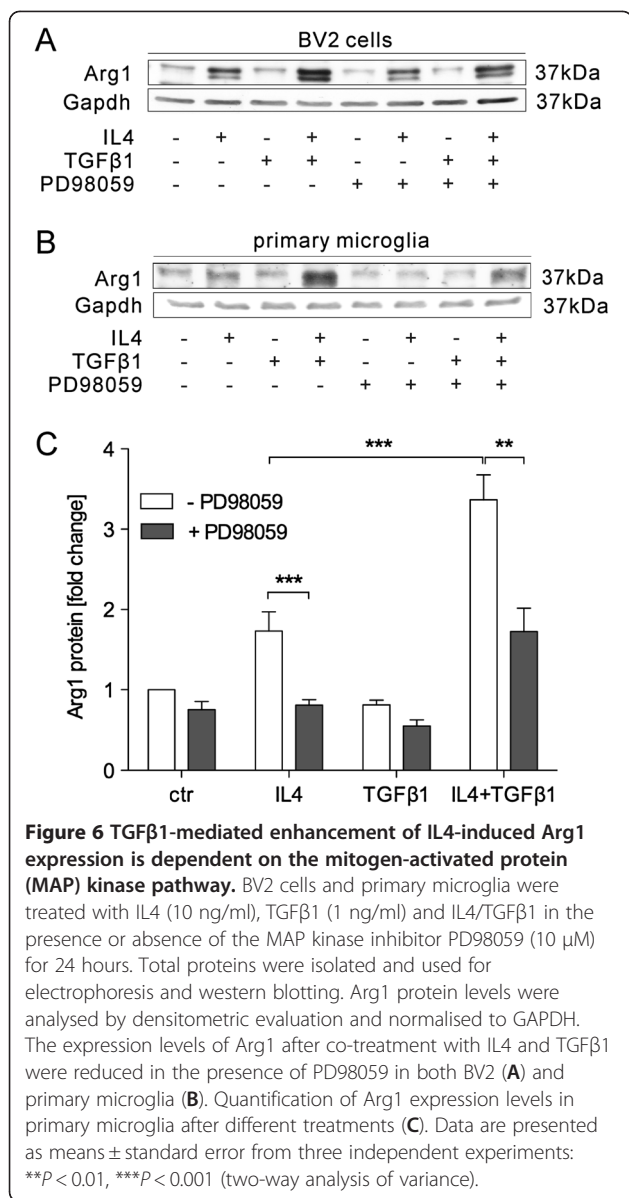 A
BV2 cells
Arg1 37kDa
Gapdh 37kDa
IL4 - + - + - + - +
TGFβ1 - - + + - - + +
PD98059 - - - - + + + +
B
primary microglia
Arg1 37kDa
Gapdh 37kDa
IL4 - + - + - + - +
TGFβ1 - - + + - - + +
PD98059 - - - - + + + +
C
Arg1 protein [fold change]
4
3
2
1
0
- PD98059
+ PD98059
***
***
**
ctr IL4 TGFβ1 IL4+TGFβ1
Figure 6 TGFβ1-mediated enhancement of IL4-induced Arg1
expression is dependent on the mitogen-activated protein
(MAP) kinase pathway. BV2 cells and primary microglia were
treated with IL4 (10 ng/ml), TGFβ1 (1 ng/ml) and IL4/TGFβ1 in the
presence or absence of the MAP kinase inhibitor PD98059 (10 μM)
for 24 hours. Total proteins were isolated and used for
electrophoresis and western blotting. Arg1 protein levels were
analysed by densitometric evaluation and normalised to GAPDH.
The expression levels of Arg1 after co-treatment with IL4 and TGFβ1
were reduced in the presence of PD98059 in both BV2 (A) and
primary microglia (B). Quantification of Arg1 expression levels in
primary microglia after different treatments (C). Data are presented
as means ± standard error from three independent experiments:
**P < 0.01, ***P < 0.001 (two-way analysis of variance).